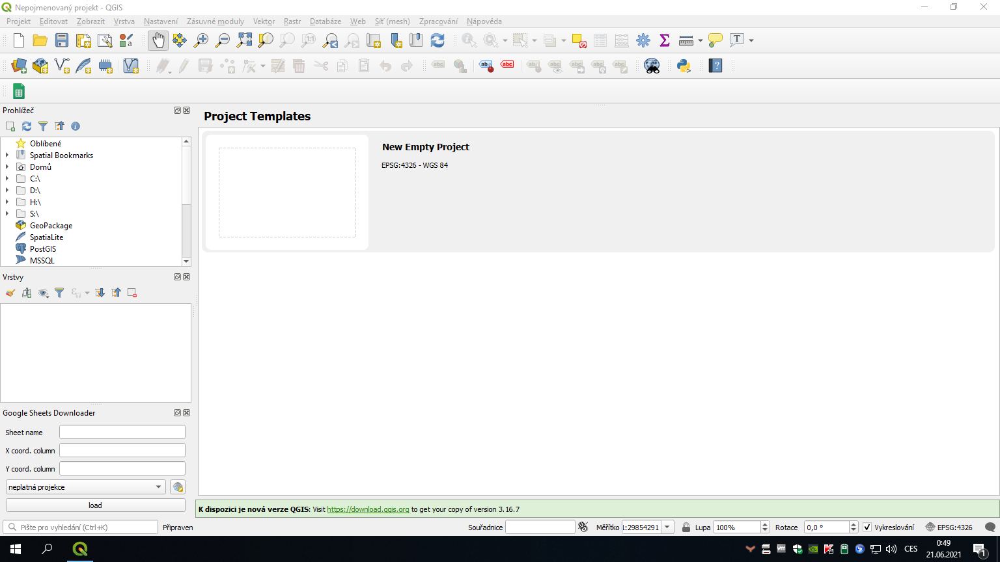 Nepojmenovaný projekt - QGIS
Projekt Editovat Zobrazit Vrstva Nastavení Zásuvné moduly Vektor Rastr Databáze Web Síť (mesh) Zpracování Nápověda
Prohlížeč
Project Templates
Oblíbené
Spatial Bookmarks
Domů
C:\
D:\
H:\
S:\
GeoPackage
SpatiaLite
PostGIS
MSSQL
New Empty Project
EPSG:4326 - WGS 84
Vrstvy
Google Sheets Downloader
Sheet name
X coord. column
Y coord. column
neplatná projekce
load
K dispozici je nová verze QGIS: Visit https://download.qgis.org to get your copy of version 3.16.7
Pište pro vyhledání (Ctrl+K) Připraven Souřadnice Měřítko 1:29854291 Lupa 100% Rotace 0,0 ° Vykreslování EPSG:4326
CES
0:49
21.06.2021
1